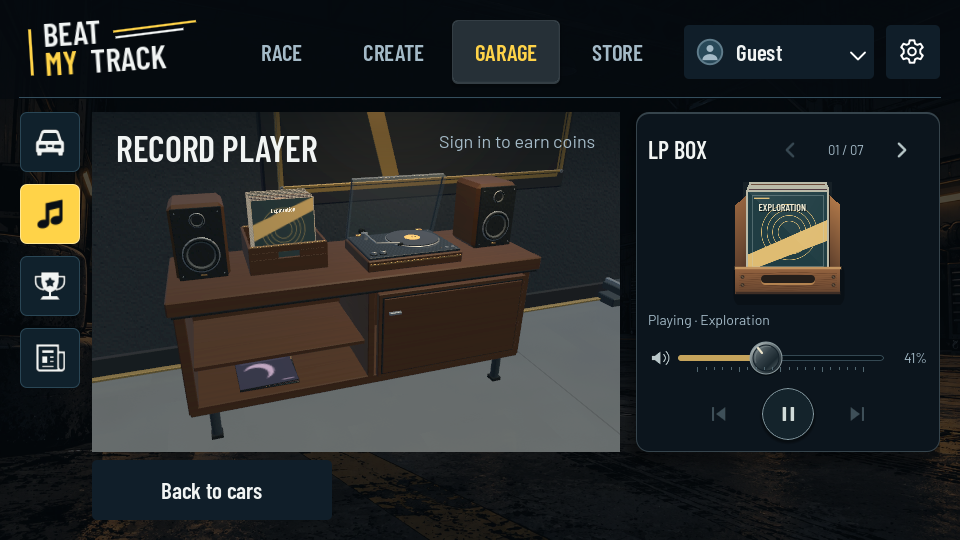 BEAT
MY TRACK
RACE
CREATE
GARAGE
STORE
Guest
RECORD PLAYER
Sign in to earn coins
Exploration
LP BOX
01 / 07
EXPLORATION
Playing · Exploration
41%
Back to cars